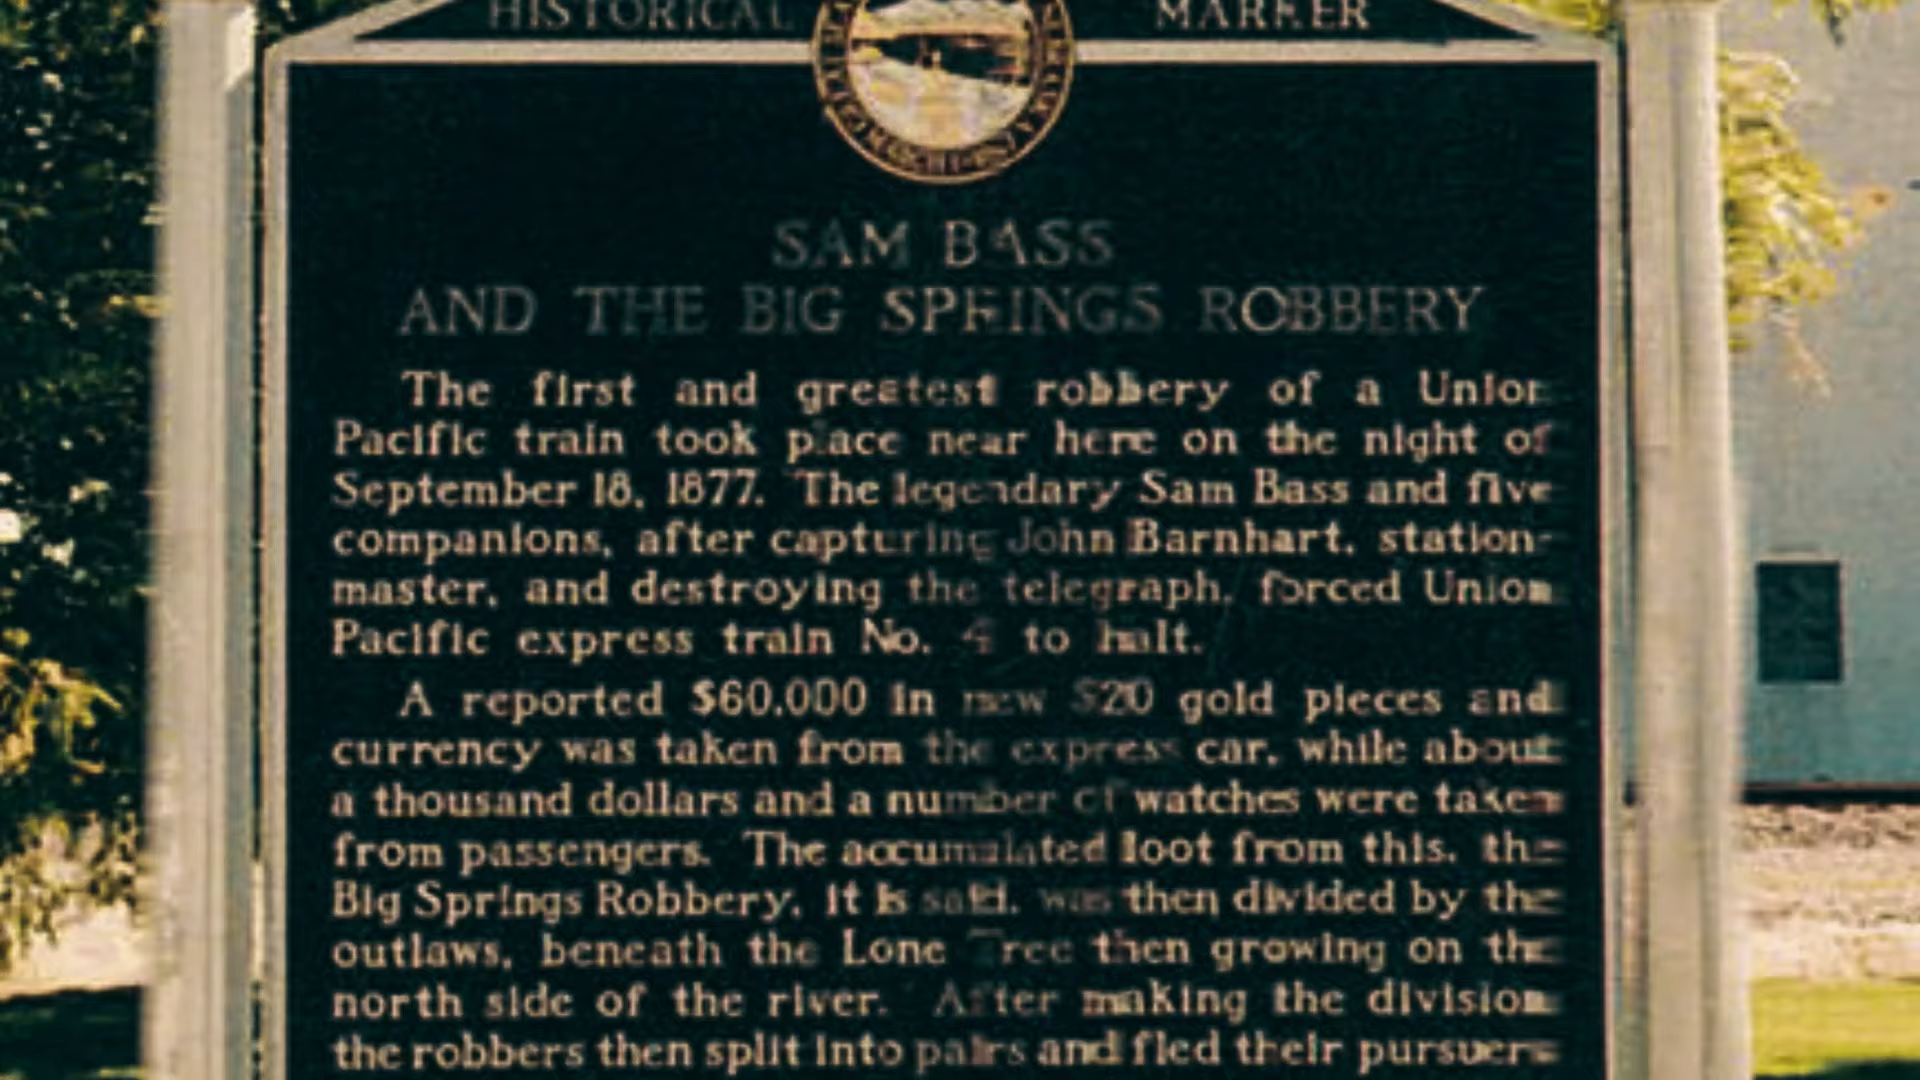 HISTORICAL MARKER
SAM BASS
AND THE BIG SPRINGS ROBBERY
The first and greatest robbery of a Union
Pacific train took place near here on the night of
September 18, 1877. The legendary Sam Bass and five
companions, after capturing John Barnhart, station-
master, and destroying the telegraph, forced Union
Pacific express train No. 4 to halt.
A reported $60,000 in new $20 gold pieces and
currency was taken from the express car, while about
a thousand dollars and a number of watches were taken
from passengers. The accumulated loot from this, the
Big Springs Robbery, it is said, was then divided by the
outlaws, beneath the Lone Tree then growing on the
north side of the river. After making the division
the robbers then split into pairs and fled their pursuers